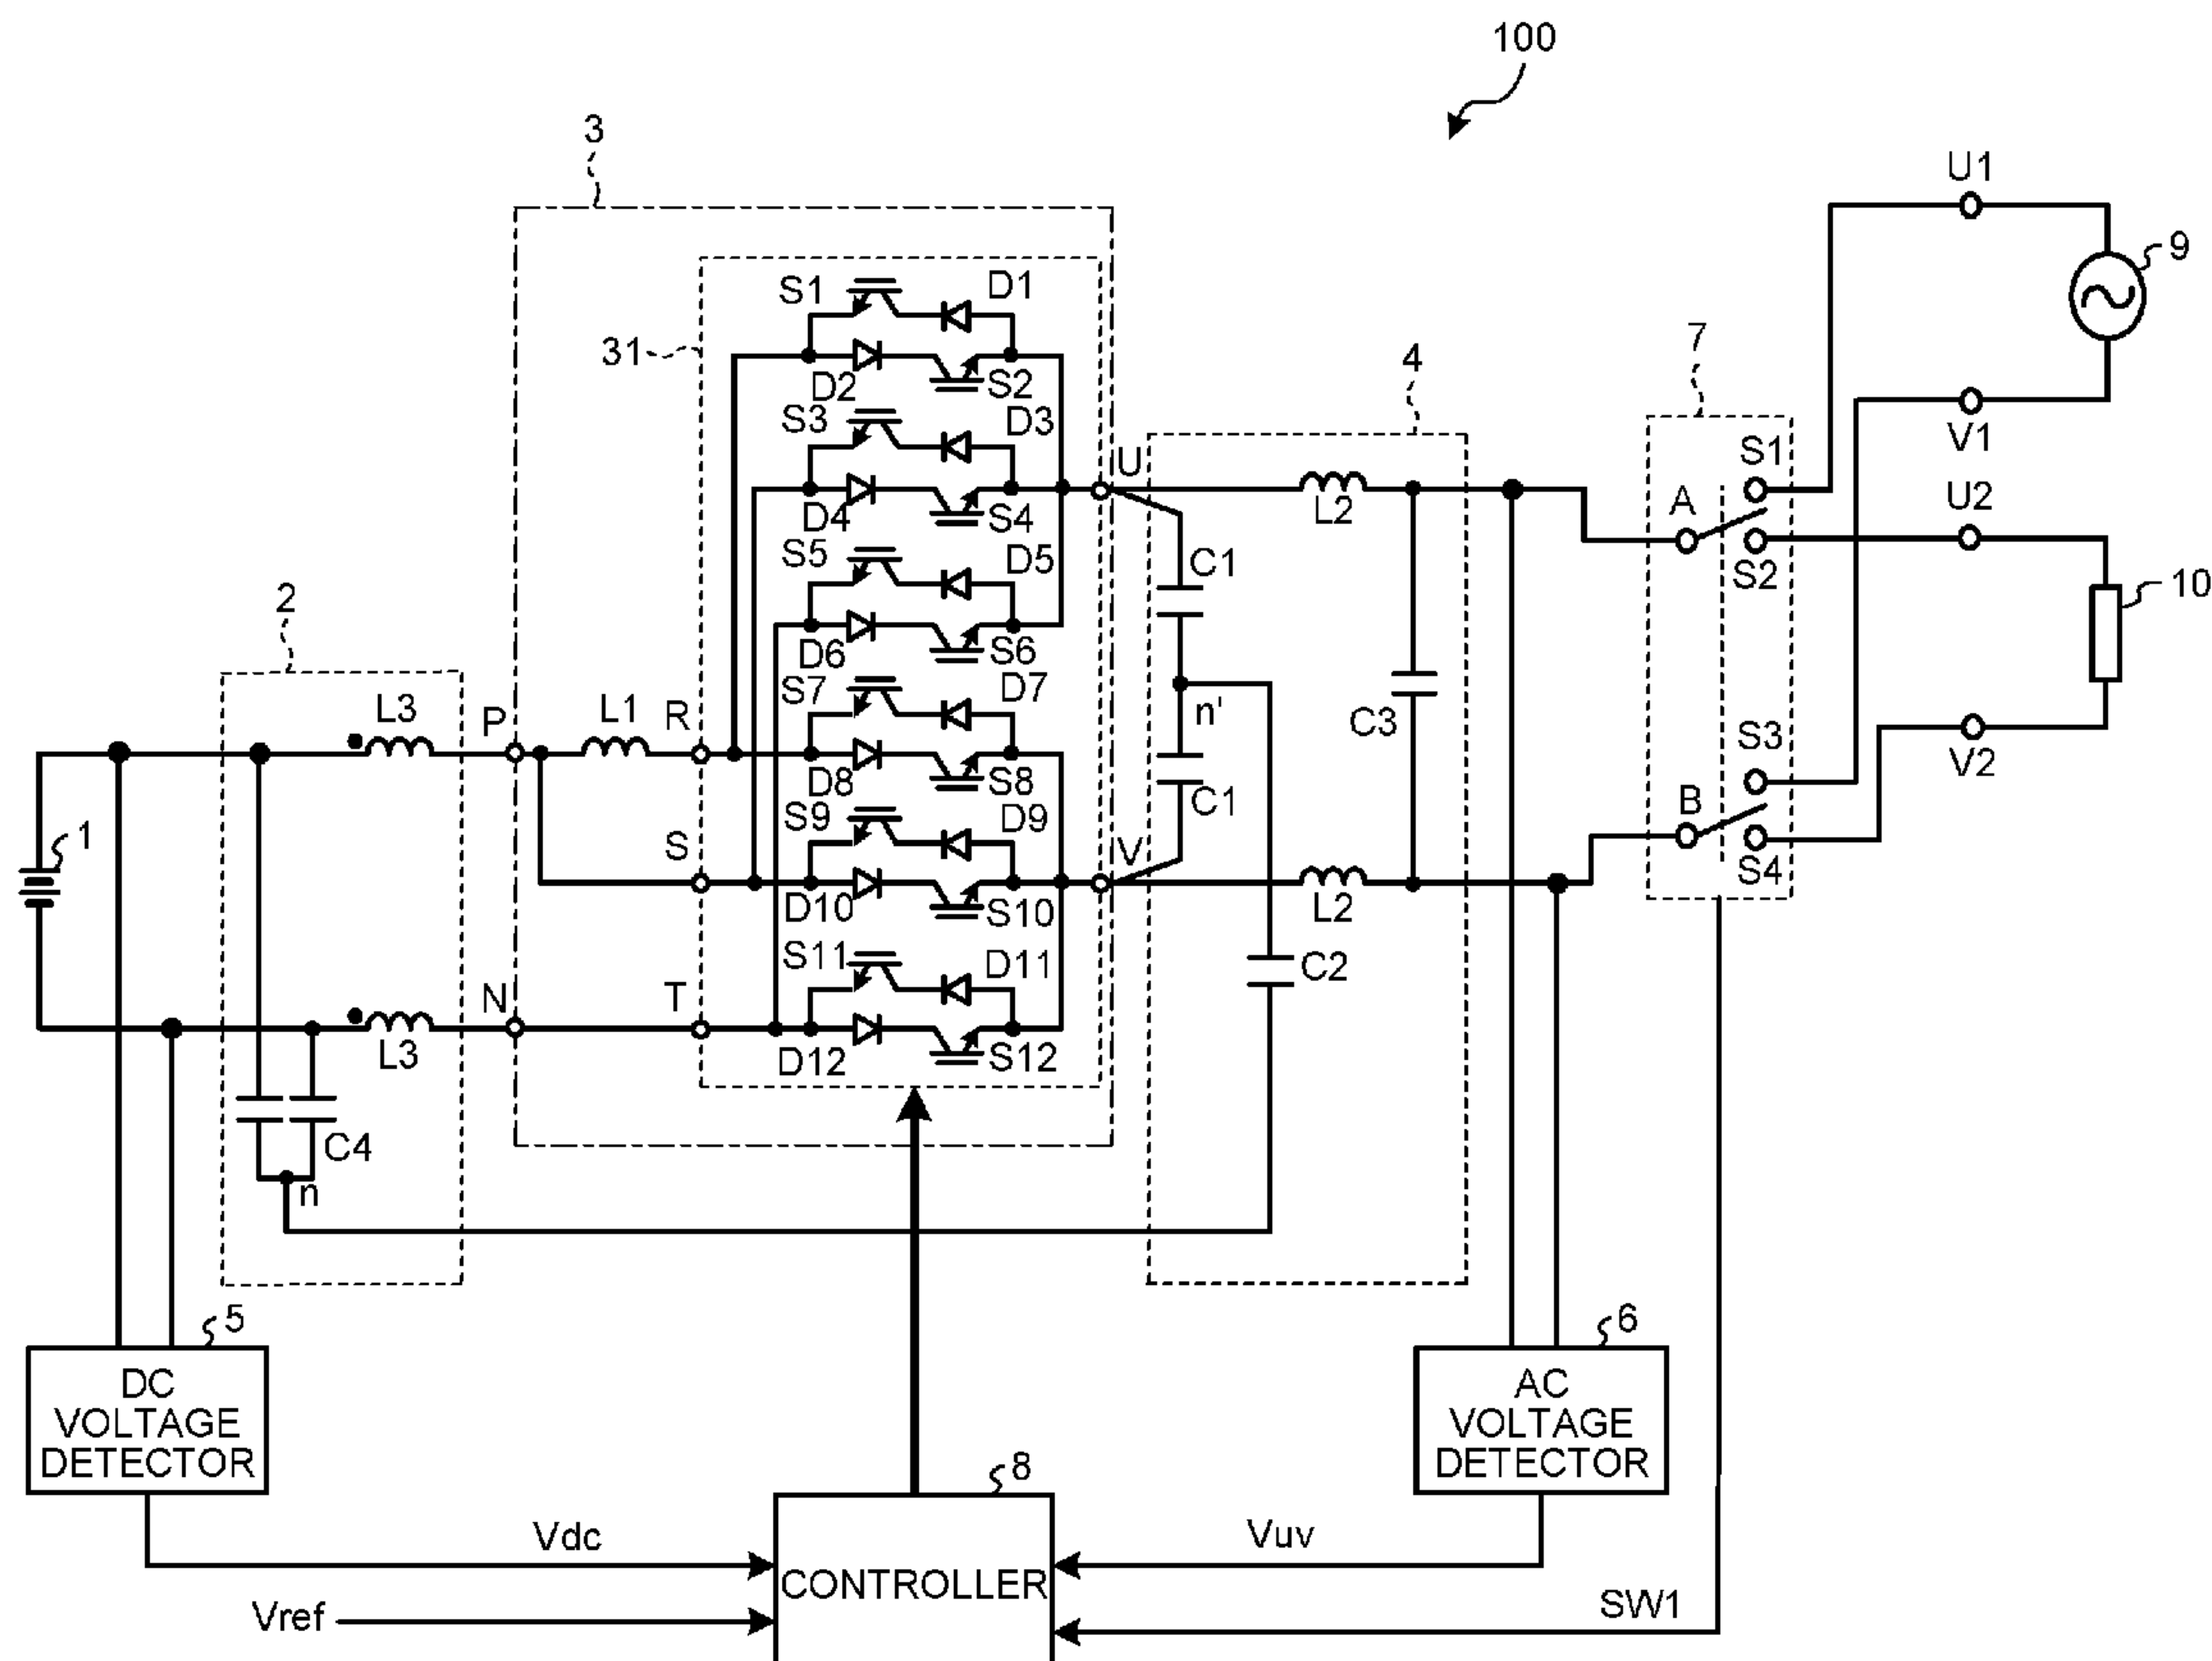 100
3
U1
S1
D1
9
31
7
4
D2
S2
S3
D3
S1
U
V1
A
U2
D4
S4
L2
S5
D5
C1
S2
2
10
D6
S6
S7
D7
L3
P
L1
R
n'
C3
S3
V2
D8
S8
C1
B
1
S9
D9
S
V
S4
D10
S10
L2
S11
D11
C2
N
T
L3
D12
S12
C4
n
5
6
DC
VOLTAGE
DETECTOR
AC
VOLTAGE
DETECTOR
8
Vdc
Vuv
CONTROLLER
Vref
SW1